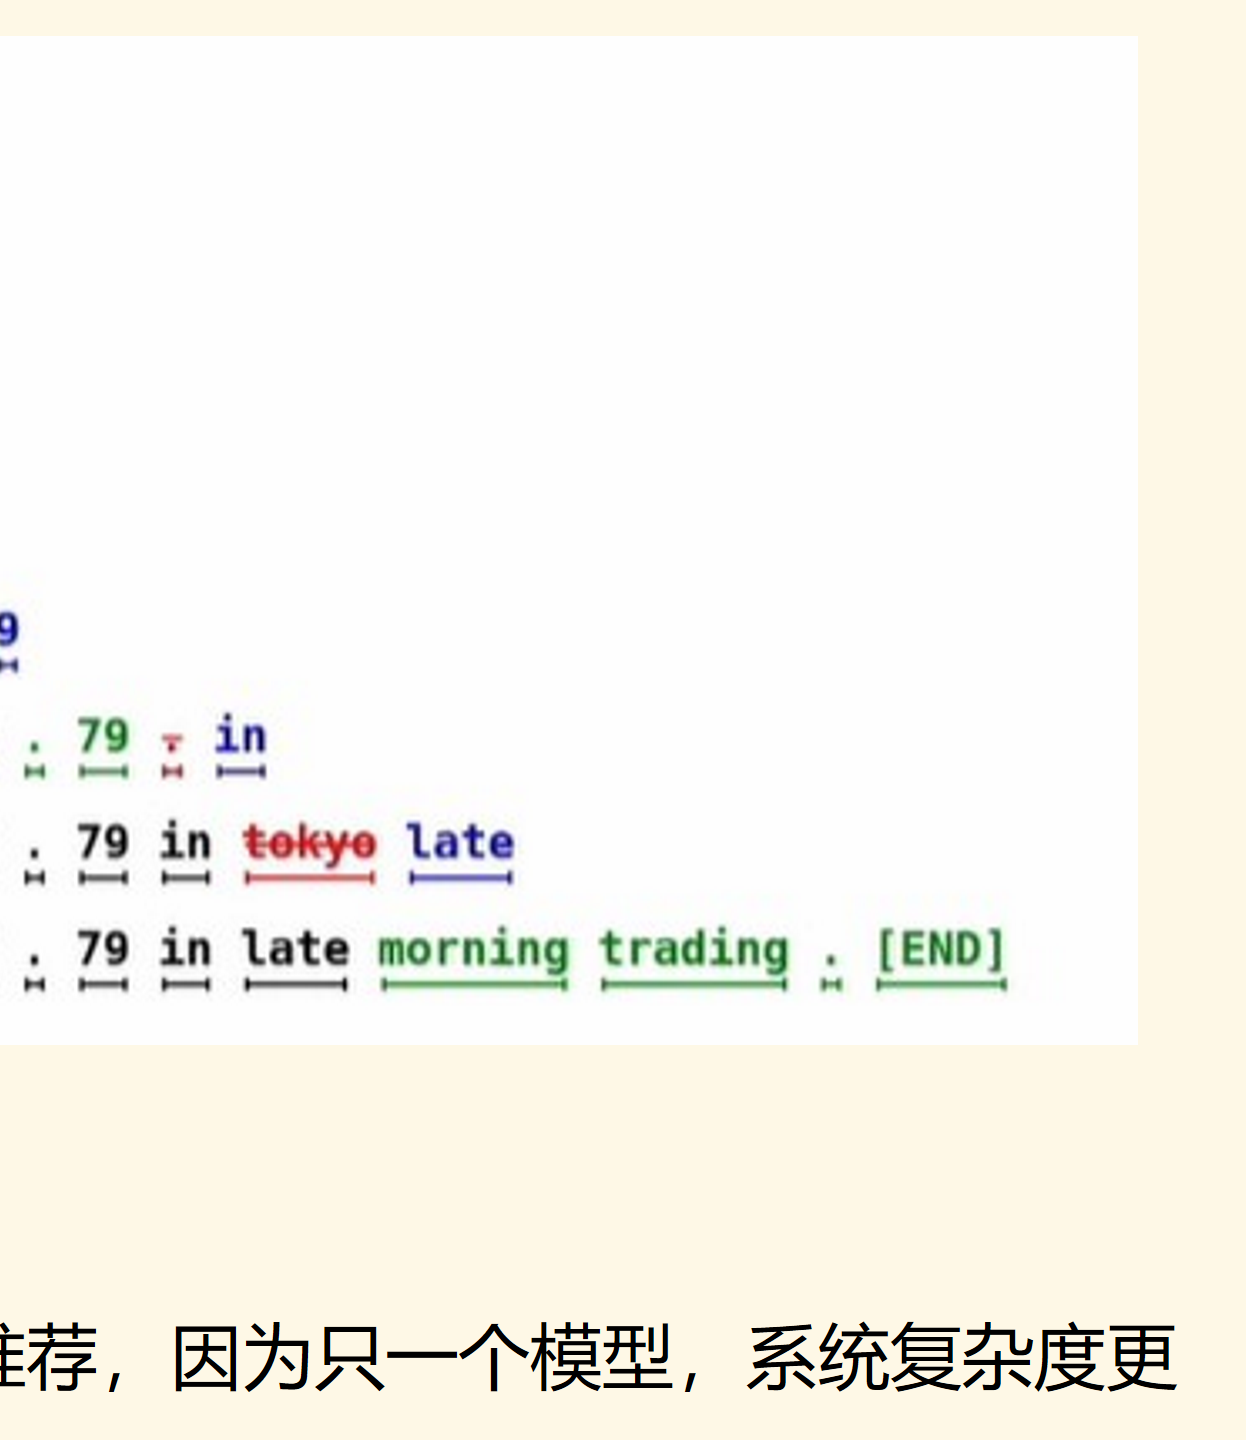 9
. 79 . in
. 79 in tokyo late
. 79 in late morning trading . [END]
推荐，因为只一个模型，系统复杂度更